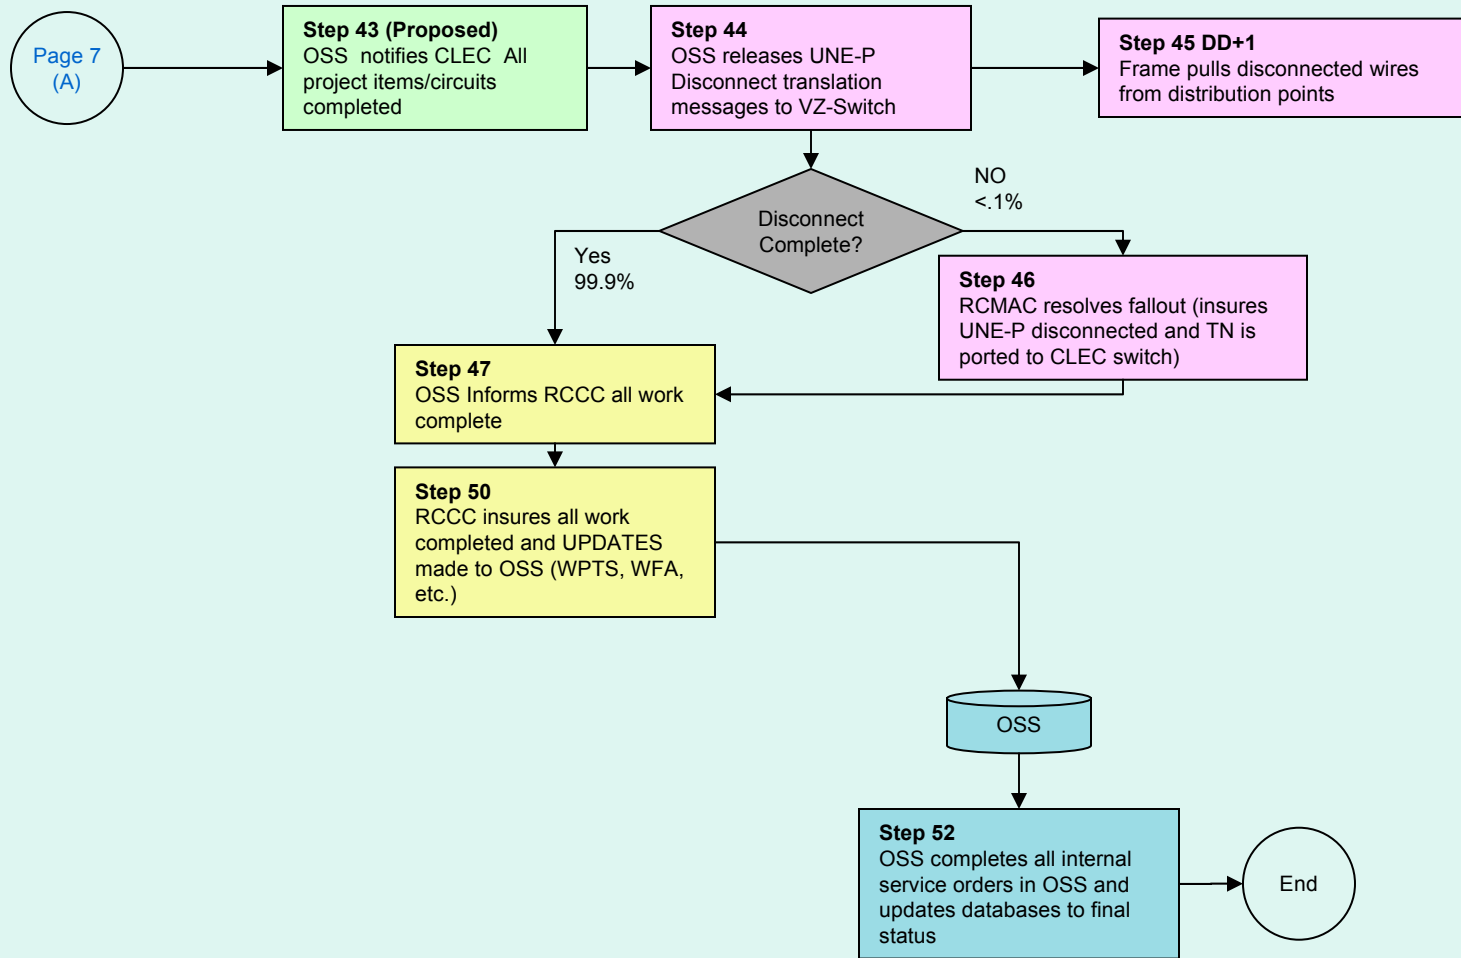 Page 7
(A)
Step 43 (Proposed)
OSS  notifies CLEC  All
project items/circuits
completed
Step 44
OSS releases UNE-P
Disconnect translation
messages to VZ-Switch
Step 45 DD+1
Frame pulls disconnected wires
from distribution points
Disconnect
Complete?
NO
<.1%
Yes
99.9%
Step 46
RCMAC resolves fallout (insures
UNE-P disconnected and TN is
ported to CLEC switch)
Step 47
OSS Informs RCCC all work
complete
Step 50
RCCC insures all work
completed and UPDATES
made to OSS (WPTS, WFA,
etc.)
OSS
Step 52
OSS completes all internal
service orders in OSS and
updates databases to final
status
End